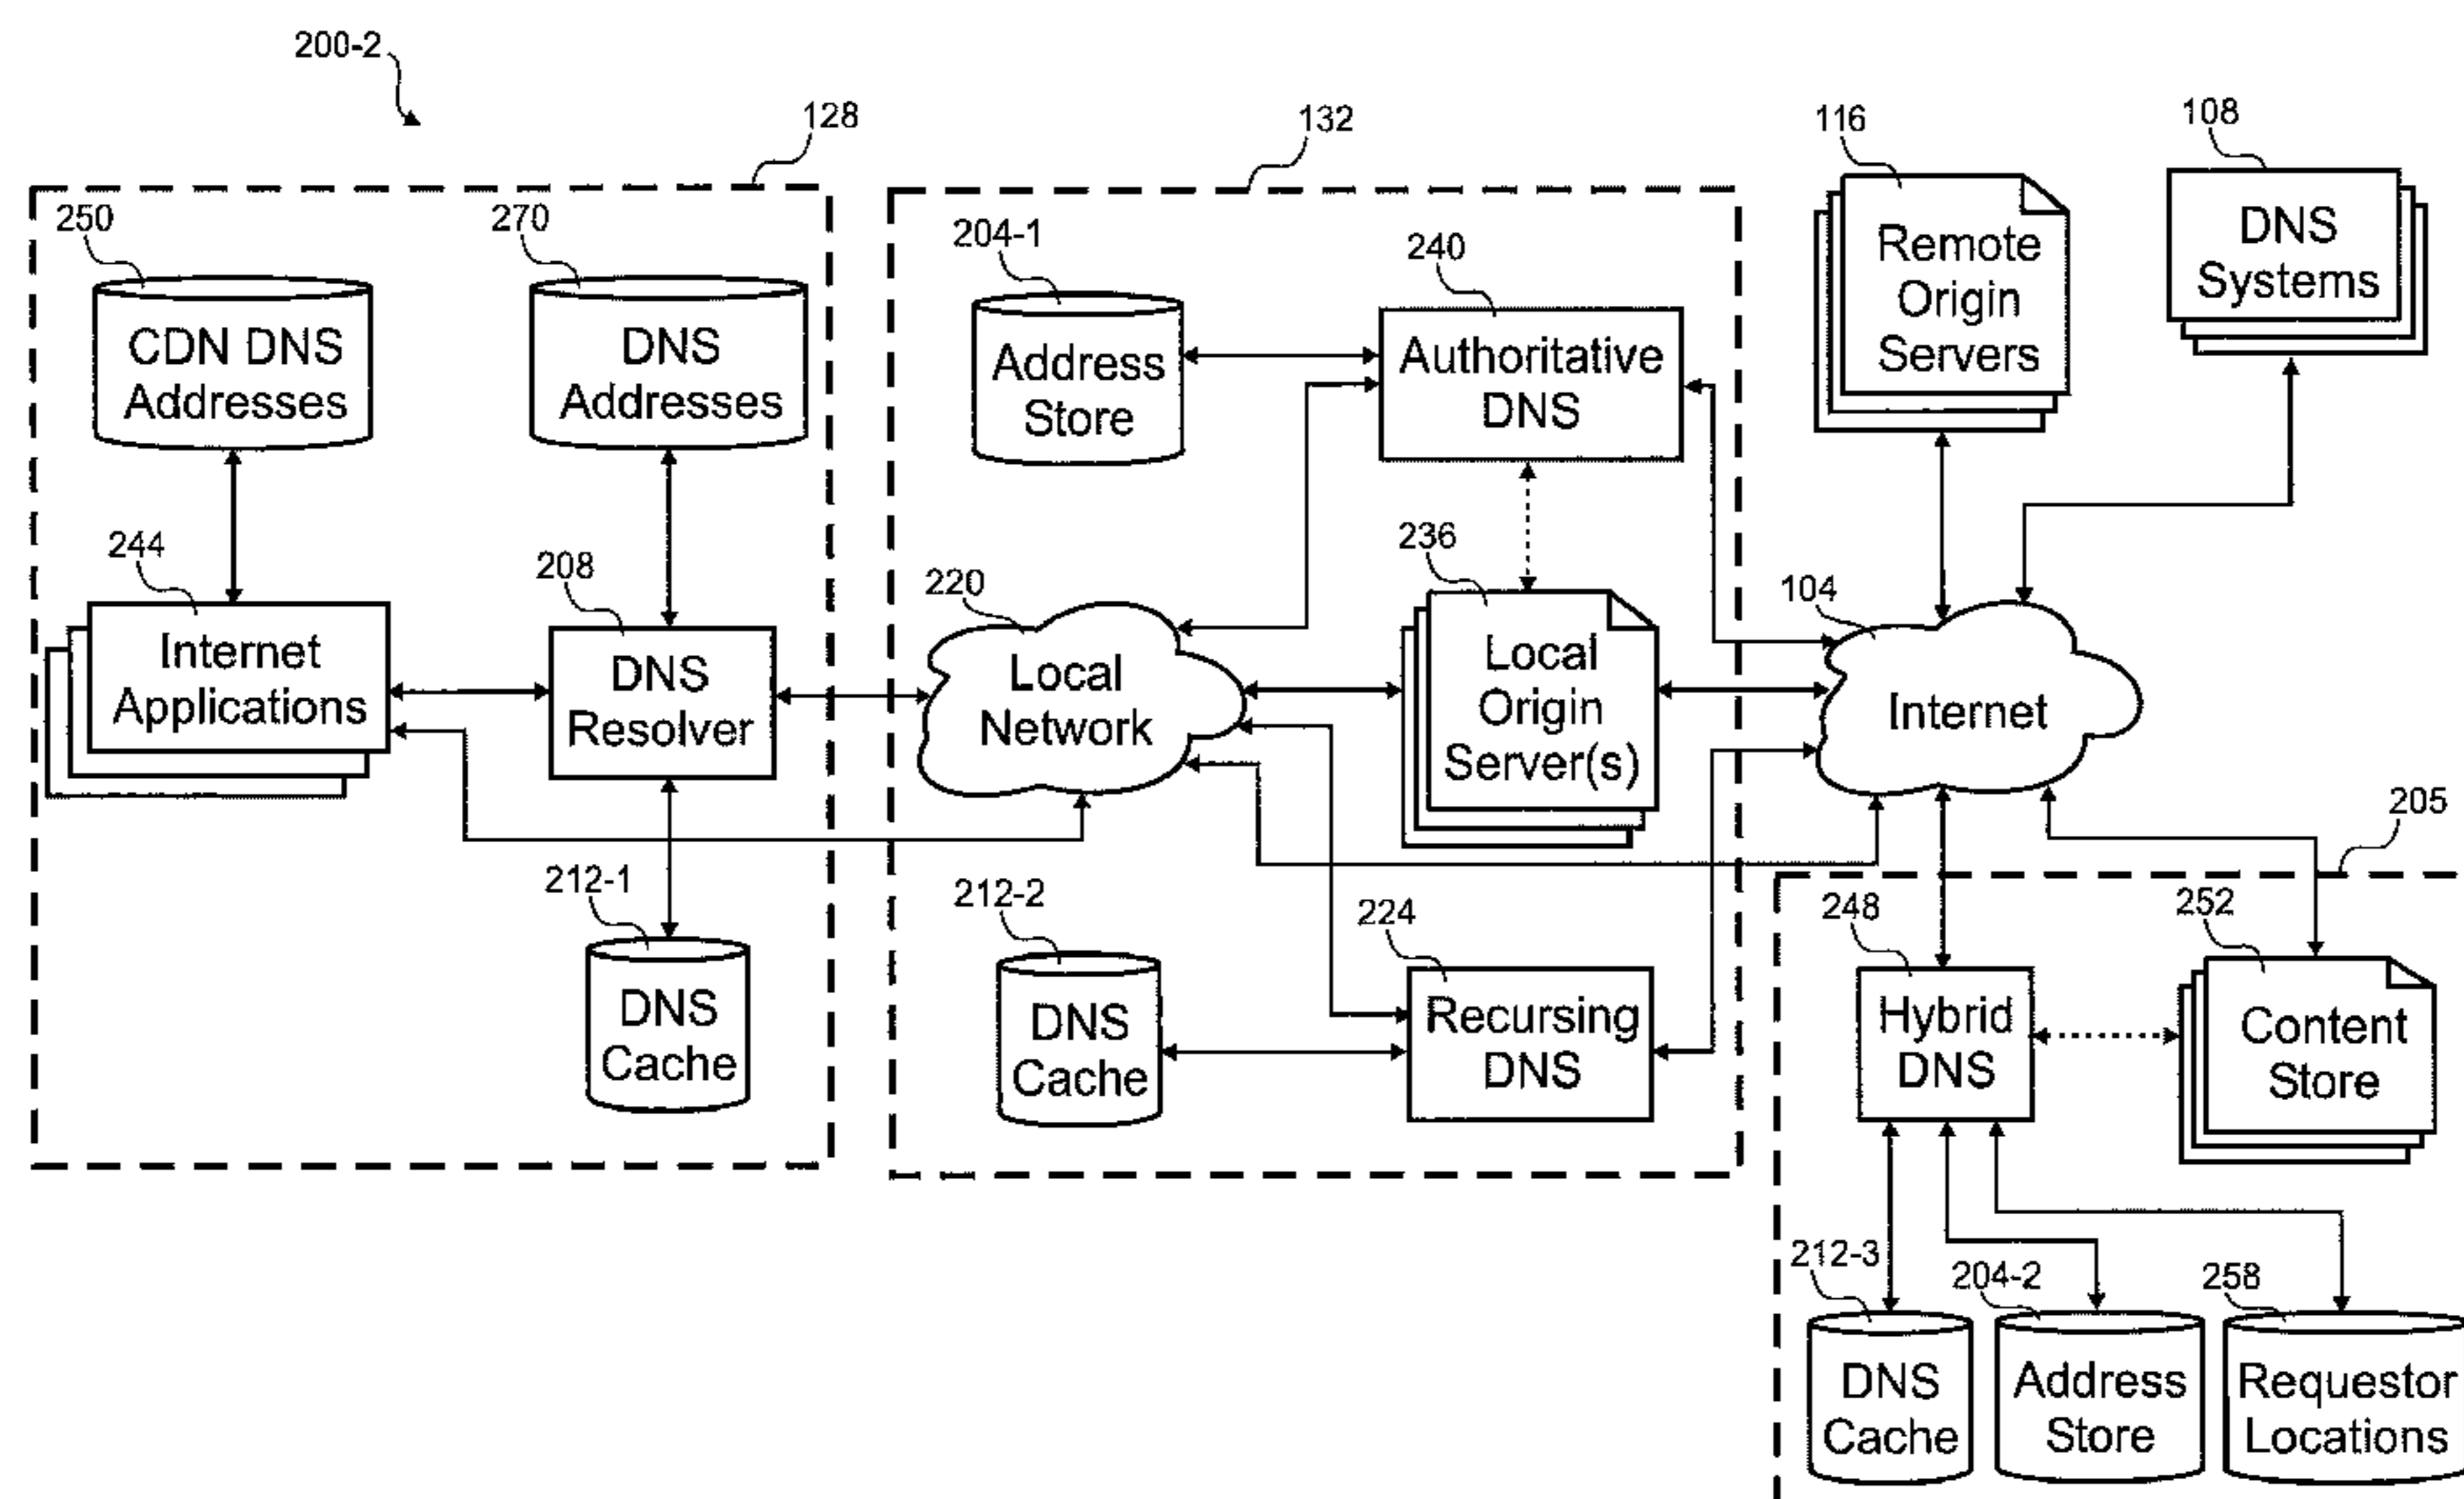 200-2
128
132
116
108
250
270
204-1
240
CDN DNS
Addresses
DNS
Addresses
Address
Store
Authoritative
DNS
Remote
Origin
Servers
DNS
Systems
244
208
220
236
104
Internet
Applications
DNS
Resolver
Local
Network
Local
Origin
Server(s)
Internet
205
212-1
212-2
224
248
252
DNS
Cache
DNS
Cache
Recursing
DNS
Hybrid
DNS
Content
Store
212-3
204-2
258
DNS
Cache
Address
Store
Requestor
Locations